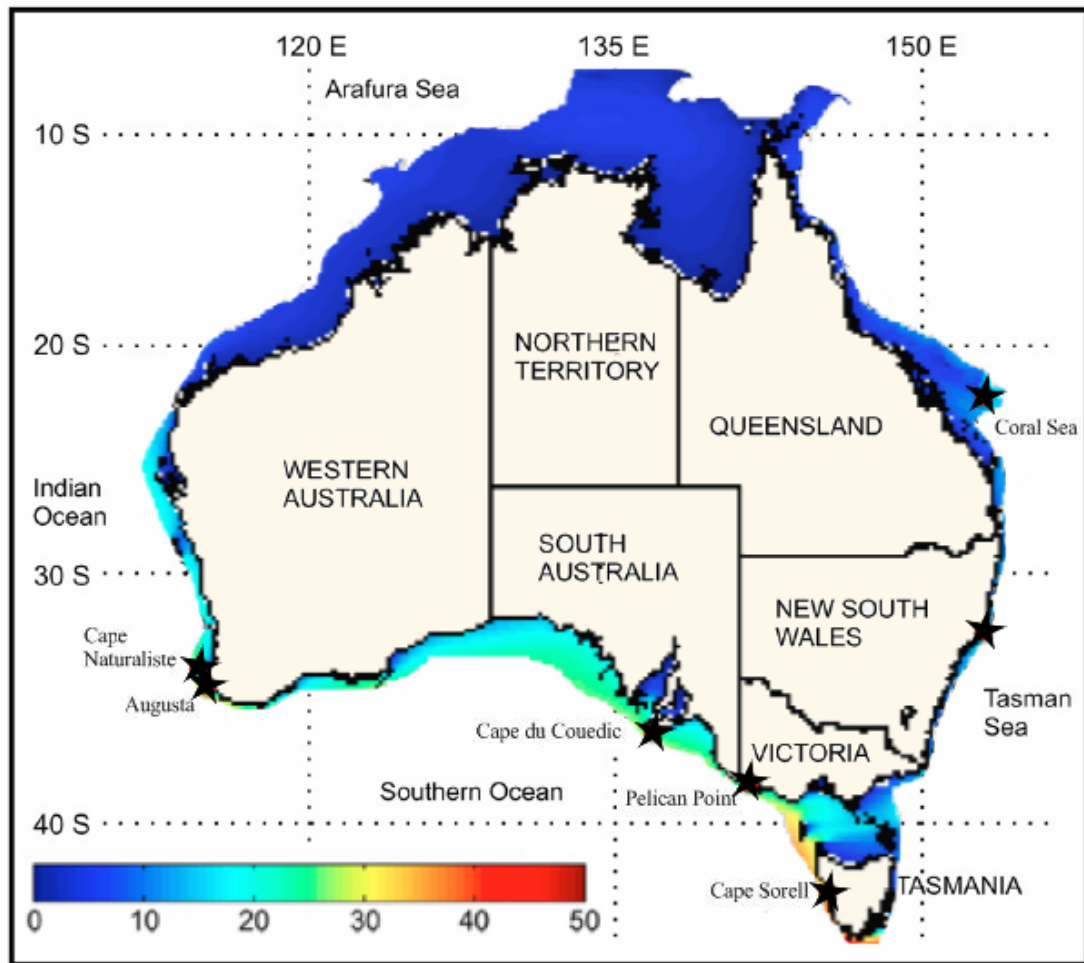 120 E
135 E
150 E
Arafura Sea
10 S
20 S
NORTHERN
TERRITORY
QUEENSLAND
Coral Sea
WESTERN
AUSTRALIA
Indian
Ocean
SOUTH
AUSTRALIA
30 S
NEW SOUTH
WALES
Cape
Naturaliste
Augusta
Tasman
Sea
Cape du Couedic
VICTORIA
Southern Ocean
Pelican Point
40 S
Cape Sorell
TASMANIA
0
10
20
30
40
50